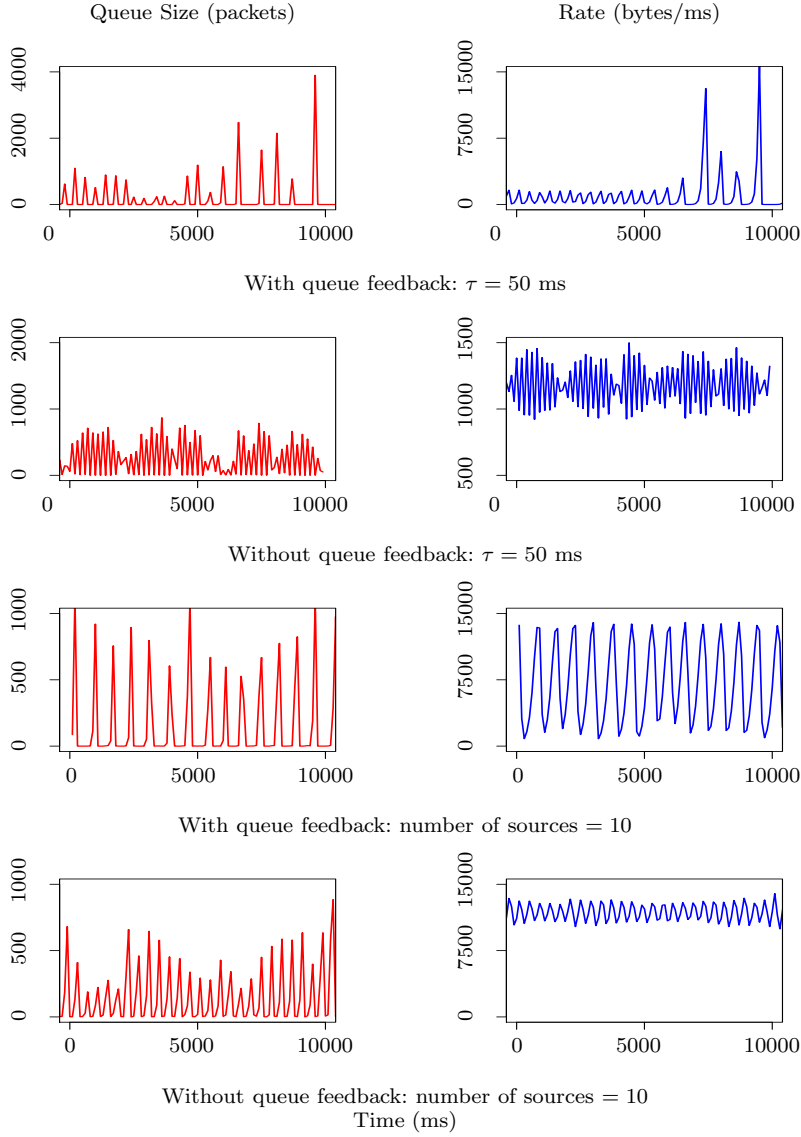 Queue Size (packets) Rate (bytes/ms)
4000 15000
2000 7500
0 0
0 5000 10000 0 5000 10000
With queue feedback: τ = 50 ms
2000 1500
1000 1000
0 500
0 5000 10000 0 5000 10000
Without queue feedback: τ = 50 ms
1000 15000
500 7500
0 0
0 5000 10000 0 5000 10000
With queue feedback: number of sources = 10
1000 15000
500 7500
0 0
0 5000 10000 0 5000 10000
Without queue feedback: number of sources = 10
Time (ms)